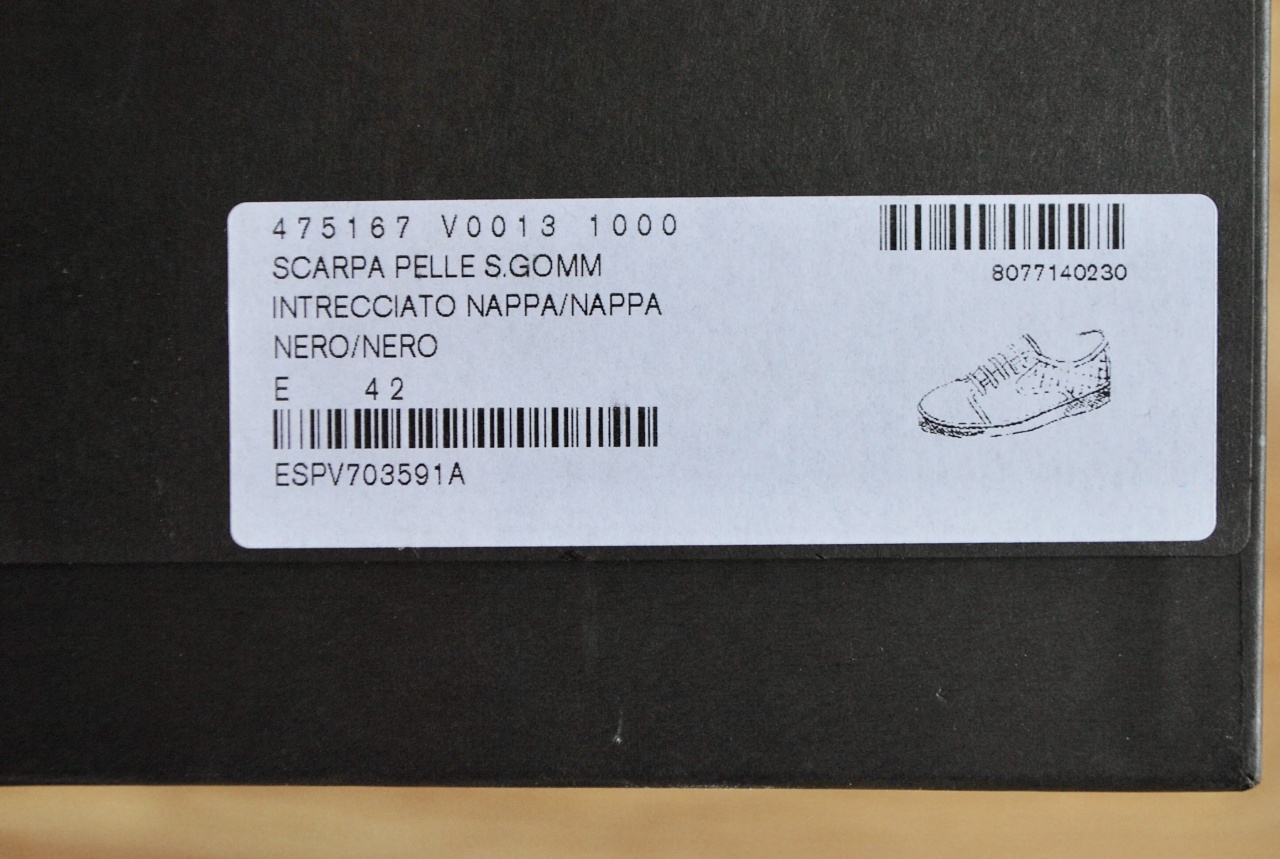 475167 V0013 1000
SCARPA PELLE S.GOMM
INTRECCIATO NAPPA/NAPPA
NERO/NERO
E 42
ESPV703591A
8077140230